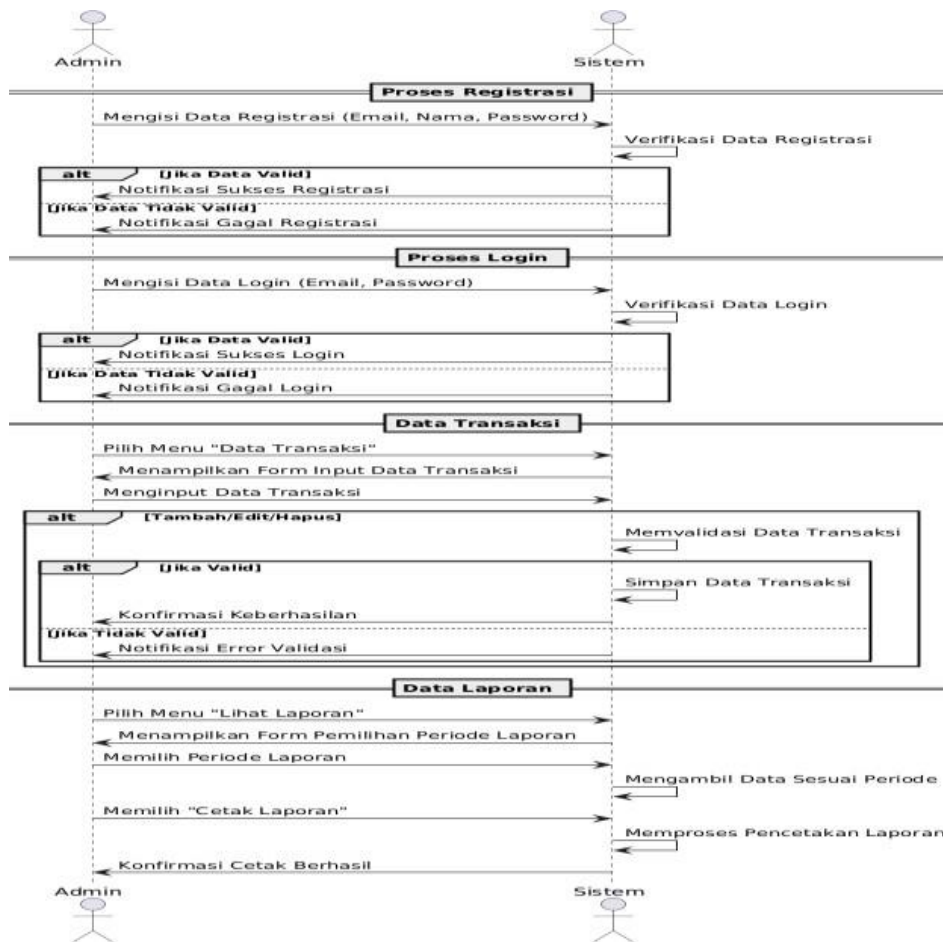 Admin Sistem
Proses Registrasi
Mengisi Data Registrasi (Email, Nama, Password)
Verifikasi Data Registrasi
alt [Jika Data Valid]
Notifikasi Sukses Registrasi
[Jika Data Tidak Valid]
Notifikasi Gagal Registrasi
Proses Login
Mengisi Data Login (Email, Password)
Verifikasi Data Login
alt [Jika Data Valid]
Notifikasi Sukses Login
[Jika Data Tidak Valid]
Notifikasi Gagal Login
Data Transaksi
Pilih Menu "Data Transaksi"
Menampilkan Form Input Data Transaksi
Menginput Data Transaksi
alt [Tambah/Edit/Hapus]
Memvalidasi Data Transaksi
alt [Jika Valid]
Simpan Data Transaksi
Konfirmasi Keberhasilan
[Jika Tidak Valid]
Notifikasi Error Validasi
Data Laporan
Pilih Menu "Lihat Laporan"
Menampilkan Form Pemilihan Periode Laporan
Memilih Periode Laporan
Mengambil Data Sesuai Periode
Memilih "Cetak Laporan"
Memproses Pencetakan Laporan
Konfirmasi Cetak Berhasil
Admin Sistem